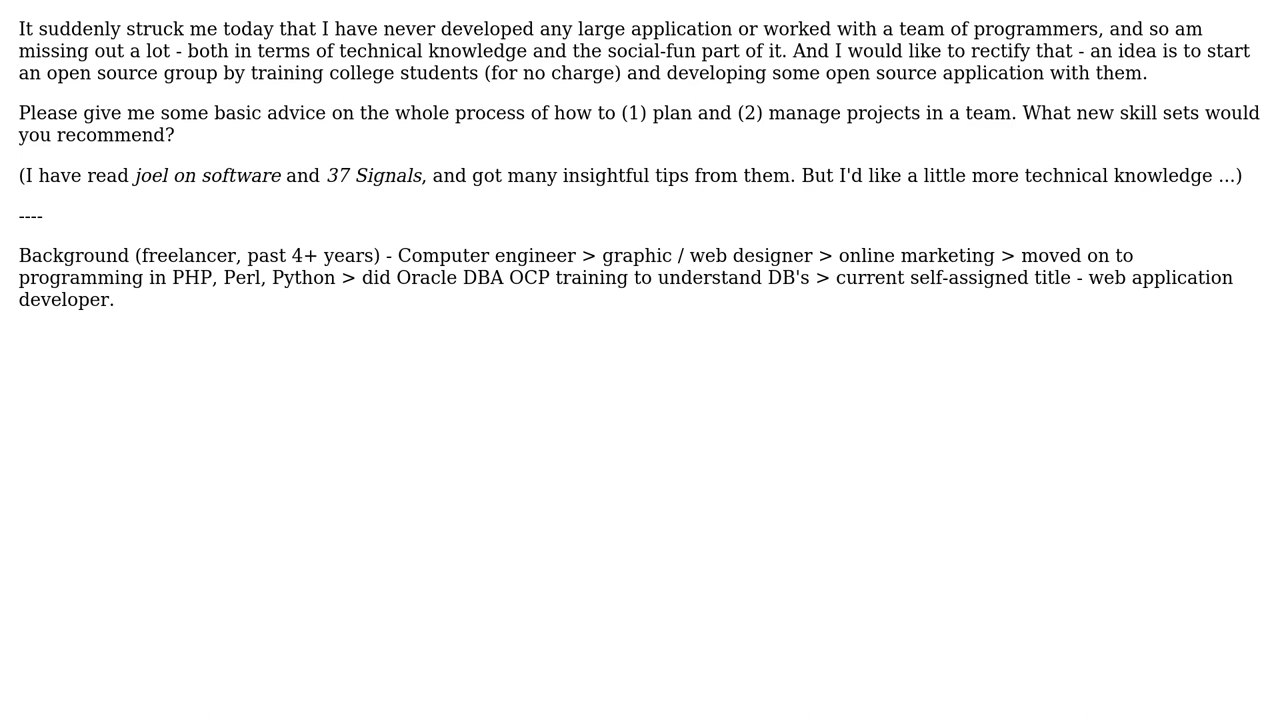 It suddenly struck me today that I have never developed any large application or worked with a team of programmers, and so am
missing out a lot - both in terms of technical knowledge and the social-fun part of it. And I would like to rectify that - an idea is to start
an open source group by training college students (for no charge) and developing some open source application with them.
Please give me some basic advice on the whole process of how to (1) plan and (2) manage projects in a team. What new skill sets would
you recommend?
(I have read joel on software and 37 Signals, and got many insightful tips from them. But I'd like a little more technical knowledge ...)
----
Background (freelancer, past 4+ years) - Computer engineer > graphic / web designer > online marketing > moved on to
programming in PHP, Perl, Python > did Oracle DBA OCP training to understand DB's > current self-assigned title - web application
developer.